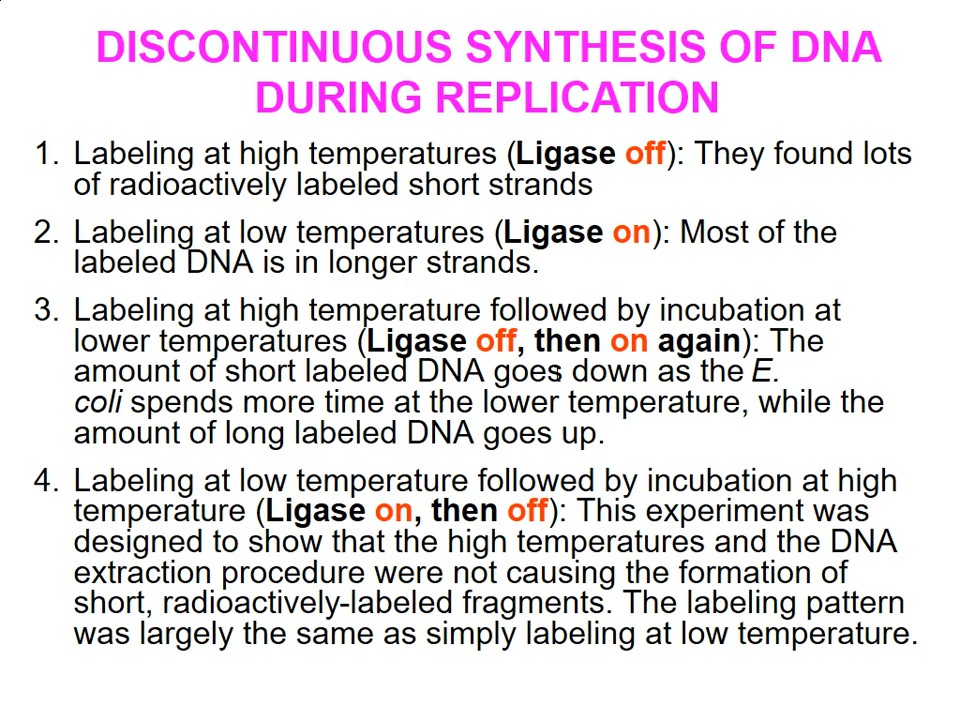 DISCONTINUOUS SYNTHESIS OF DNA
DURING REPLICATION
1. Labeling at high temperatures (Ligase off): They found lots
of radioactively labeled short strands
2. Labeling at low temperatures (Ligase on): Most of the
labeled DNA is in longer strands.
3. Labeling at high temperature followed by incubation at
lower temperatures (Ligase off, then on again): The
amount of short labeled DNA goes down as the E.
coli spends more time at the lower temperature, while the
amount of long labeled DNA goes up.
4. Labeling at low temperature followed by incubation at high
temperature (Ligase on, then off): This experiment was
designed to show that the high temperatures and the DNA
extraction procedure were not causing the formation of
short, radioactively-labeled fragments. The labeling pattern
was largely the same as simply labeling at low temperature.